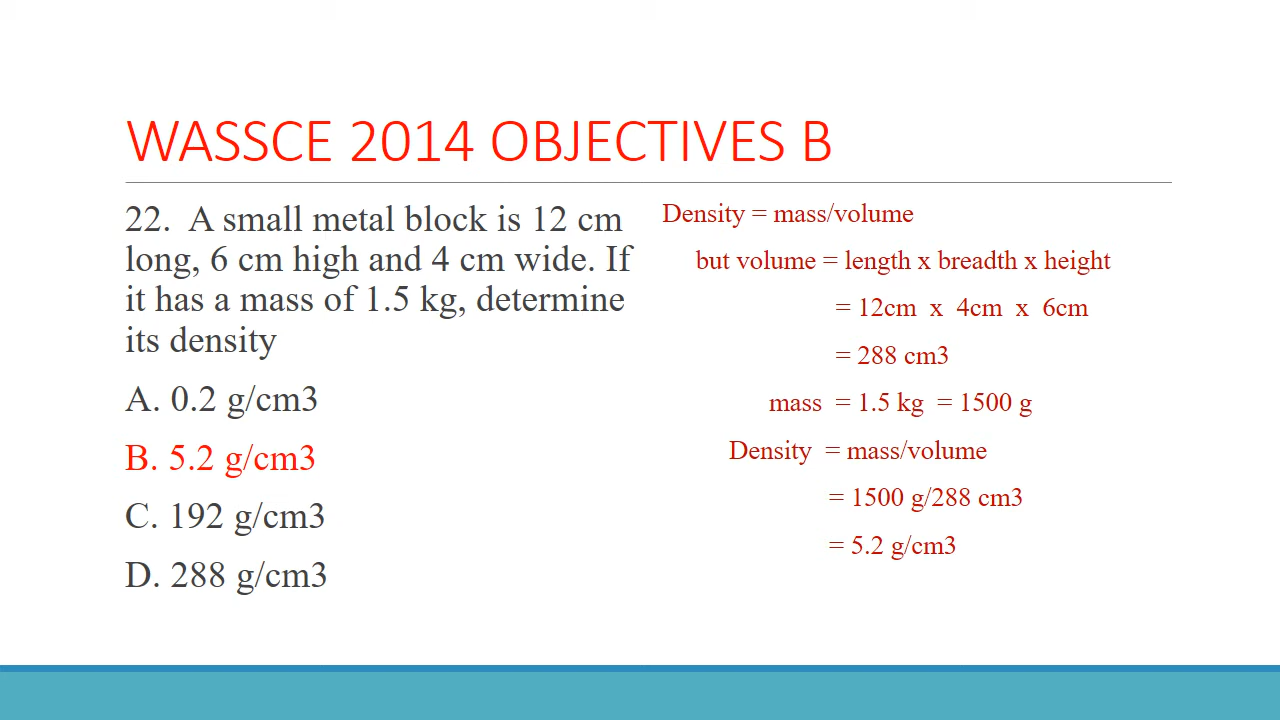 WASSCE 2014 OBJECTIVES B
22. A small metal block is 12 cm
long, 6 cm high and 4 cm wide. If
it has a mass of 1.5 kg, determine
its density
A. 0.2 g/cm3
B. 5.2 g/cm3
C. 192 g/cm3
D. 288 g/cm3
Density = mass/volume
but volume = length x breadth x height
= 12cm x 4cm x 6cm
= 288 cm3
mass = 1.5 kg = 1500 g
Density = mass/volume
= 1500 g/288 cm3
= 5.2 g/cm3